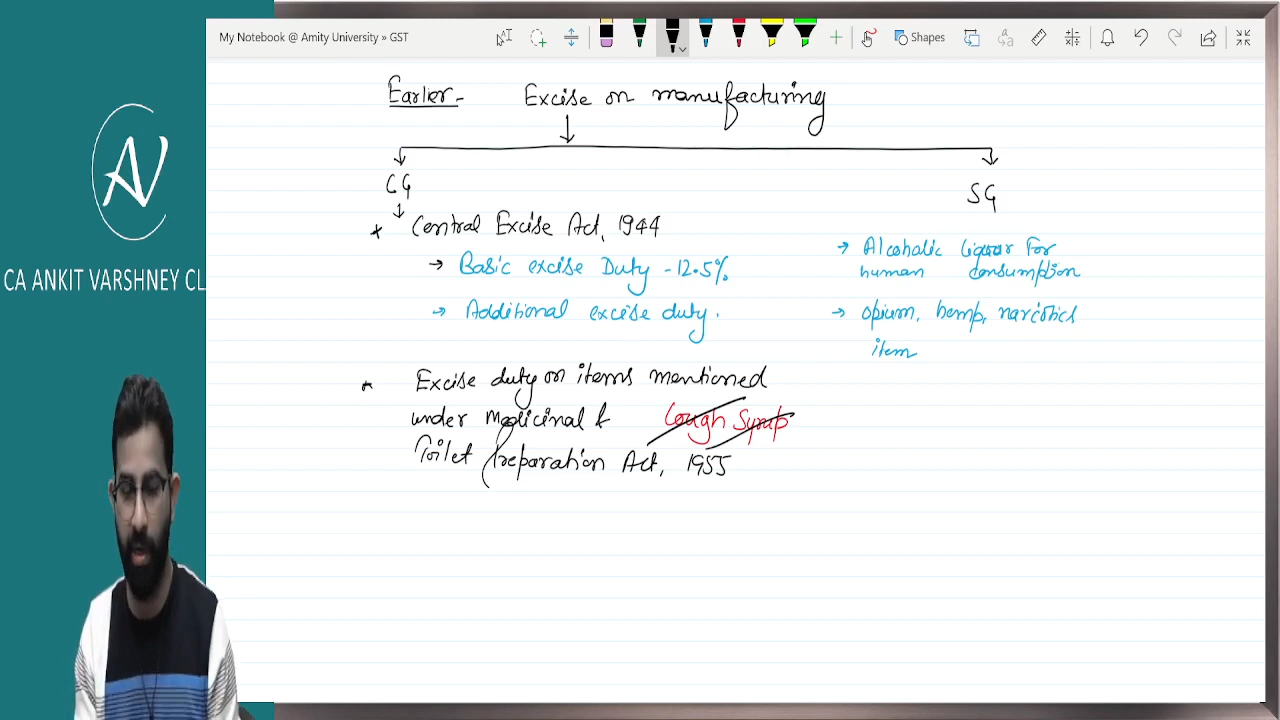 My Notebook @ Amity University » GST
Shapes
AV
CA ANKIT VARSHNEY CL
Earlier - Excise on manufacturing
CG
SG
* Central Excise Act, 1944
→ Basic excise Duty - 12.5%
→ Additional excise duty.
→ Alcoholic liquor For
human consumption
→ opium, hemp, narcotics
item
* Excise duty on items mentioned
under Medicinal & Cough Syrup
Toilet Preparation Act, 1955